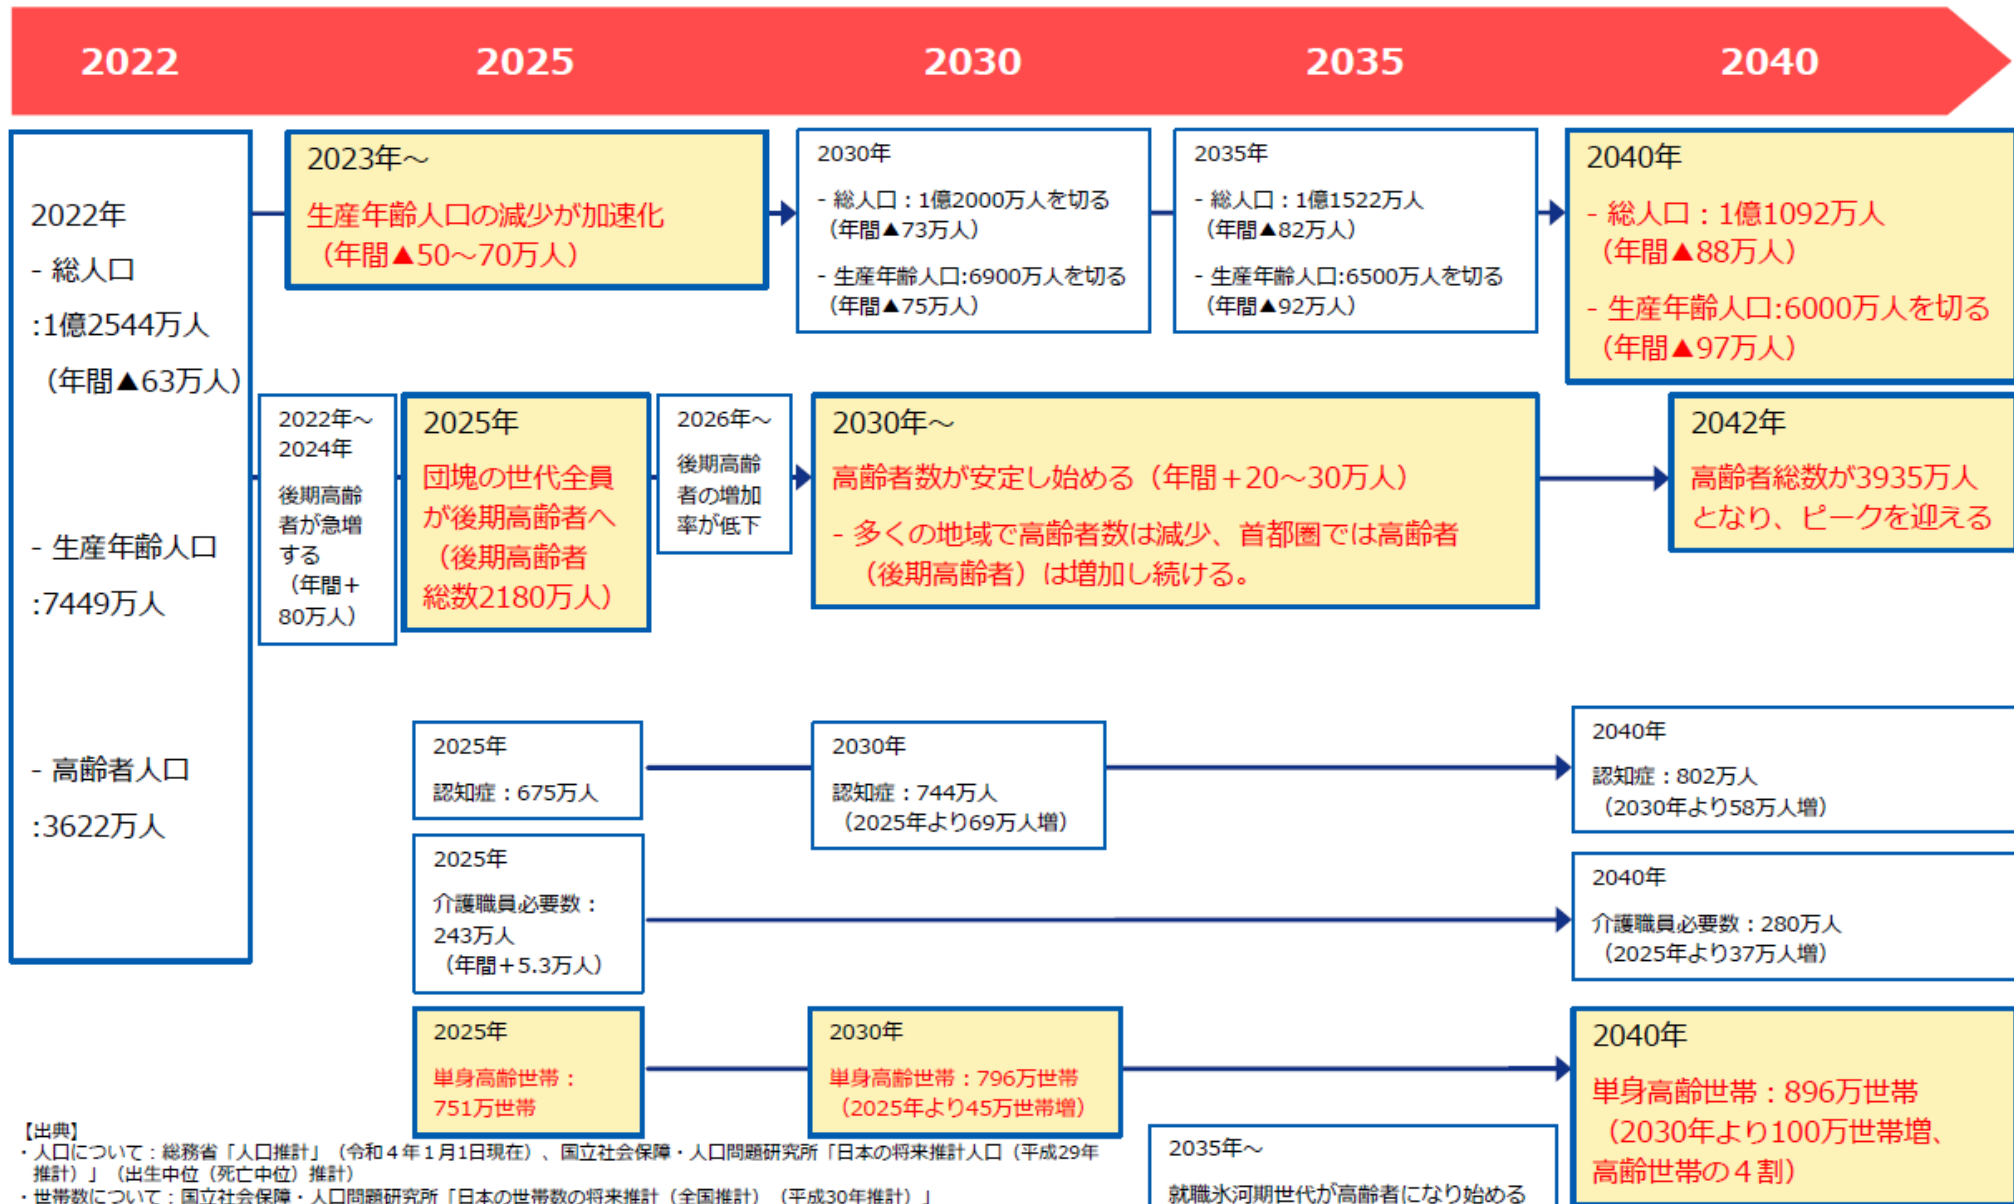 2022
2025
2030
2035
2040
2022年
- 総人口
:1億2544万人
（年間▲63万人）
- 生産年齢人口
:7449万人
- 高齢者人口
:3622万人
2023年～
生産年齢人口の減少が加速化
（年間▲50～70万人）
2030年
- 総人口：1億2000万人を切る
（年間▲73万人）
- 生産年齢人口:6900万人を切る
（年間▲75万人）
2035年
- 総人口：1億1522万人
（年間▲82万人）
- 生産年齢人口:6500万人を切る
（年間▲92万人）
2040年
- 総人口：1億1092万人
（年間▲88万人）
- 生産年齢人口:6000万人を切る
（年間▲97万人）
2022年～
2024年
後期高齢
者が急増
する
（年間＋
80万人）
2025年
団塊の世代全員
が後期高齢者へ
（後期高齢者
総数2180万人）
2026年～
後期高齢
者の増加
率が低下
2030年～
高齢者数が安定し始める（年間＋20～30万人）
- 多くの地域で高齢者数は減少、首都圏では高齢者
（後期高齢者）は増加し続ける。
2042年
高齢者総数が3935万人
となり、ピークを迎える
2025年
認知症：675万人
2030年
認知症：744万人
（2025年より69万人増）
2040年
認知症：802万人
（2030年より58万人増）
2025年
介護職員必要数：
243万人
（年間＋5.3万人）
2040年
介護職員必要数：280万人
（2025年より37万人増）
2025年
単身高齢世帯：
751万世帯
2030年
単身高齢世帯：796万世帯
（2025年より45万世帯増）
2040年
単身高齢世帯：896万世帯
（2030年より100万世帯増、
高齢世帯の４割）
2035年～
就職氷河期世代が高齢者になり始める
【出典】
・人口について：総務省「人口推計」（令和４年１月1日現在）、国立社会保障・人口問題研究所「日本の将来推計人口（平成29年
推計）」（出生中位（死亡中位）推計）
・世帯数について：国立社会保障・人口問題研究所「日本の世帯数の将来推計（全国推計）（平成30年推計）」